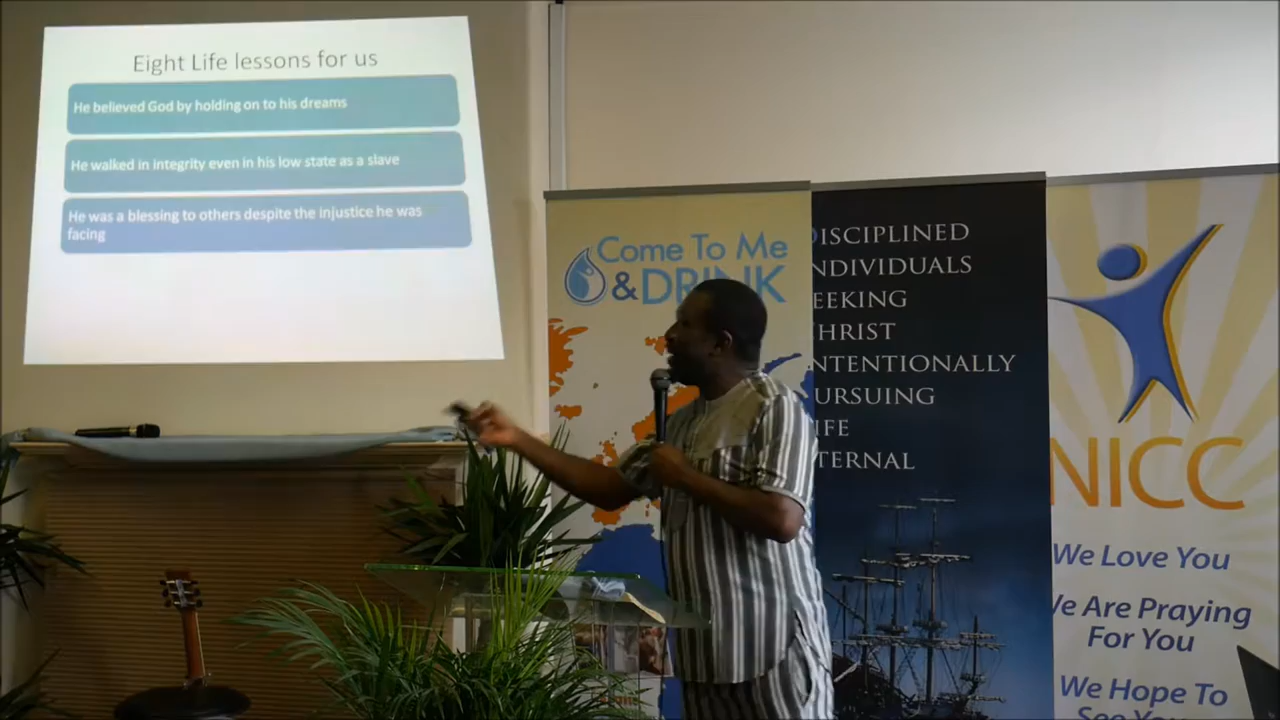 Eight Life lessons for us
He believed God by holding on to his dreams
He walked in integrity even in his low state as a slave
He was a blessing to others despite the injustice he was
facing
Come To Me
& DRINK
DISCIPLINED
NDIVIDUALS
EEKING
HRIST
NTENTIONALLY
URSUING
IFE
TERNAL
NICC
We Love You
We Are Praying
For You
We Hope To
See You